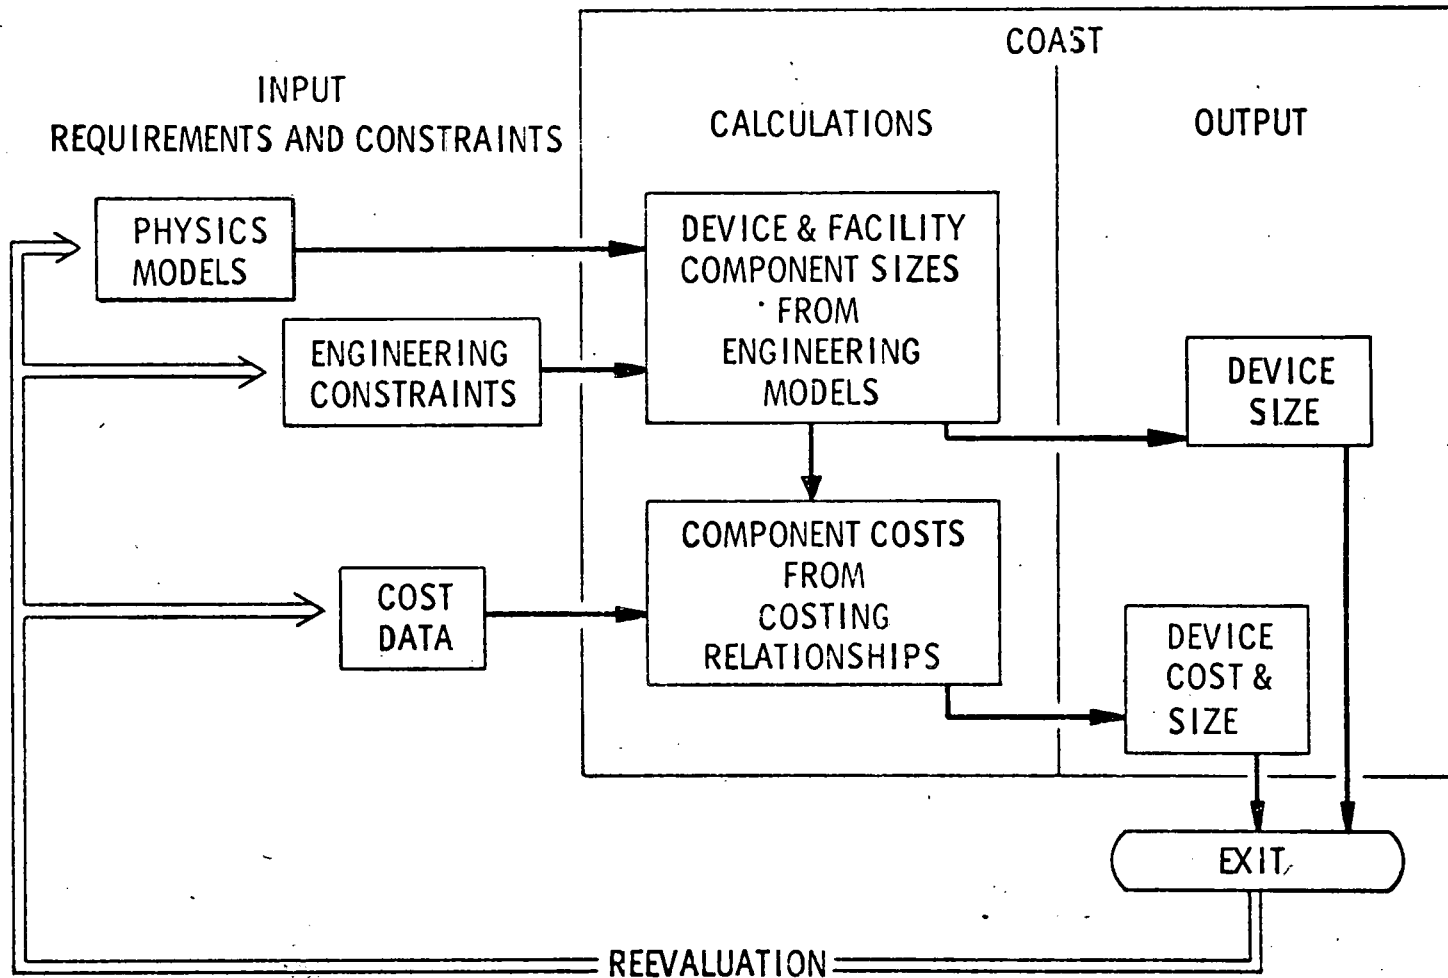 COAST
INPUT
REQUIREMENTS AND CONSTRAINTS
CALCULATIONS
OUTPUT
PHYSICS
MODELS
DEVICE & FACILITY
COMPONENT SIZES
FROM
ENGINEERING
MODELS
ENGINEERING
CONSTRAINTS
DEVICE
SIZE
COMPONENT COSTS
FROM
COSTING
RELATIONSHIPS
COST
DATA
DEVICE
COST &
SIZE
EXIT
REEVALUATION